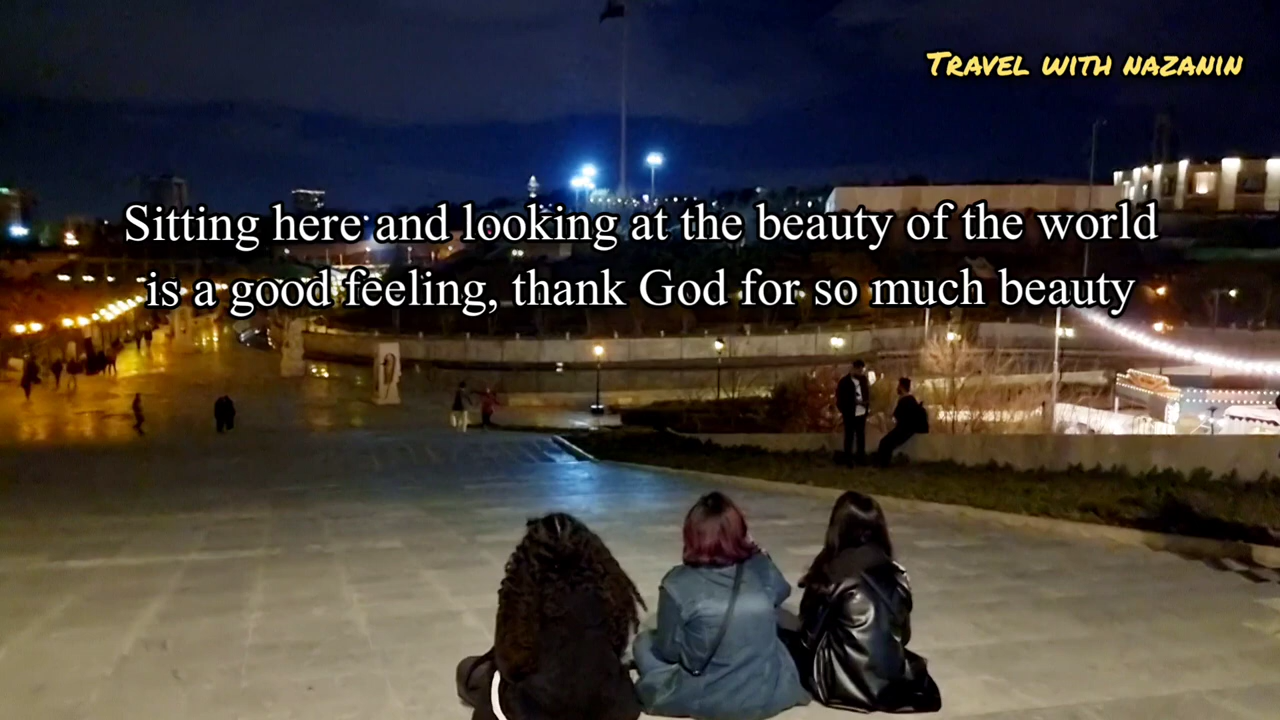 Travel with nazanin
Sitting here and looking at the beauty of the world
is a good feeling, thank God for so much beauty